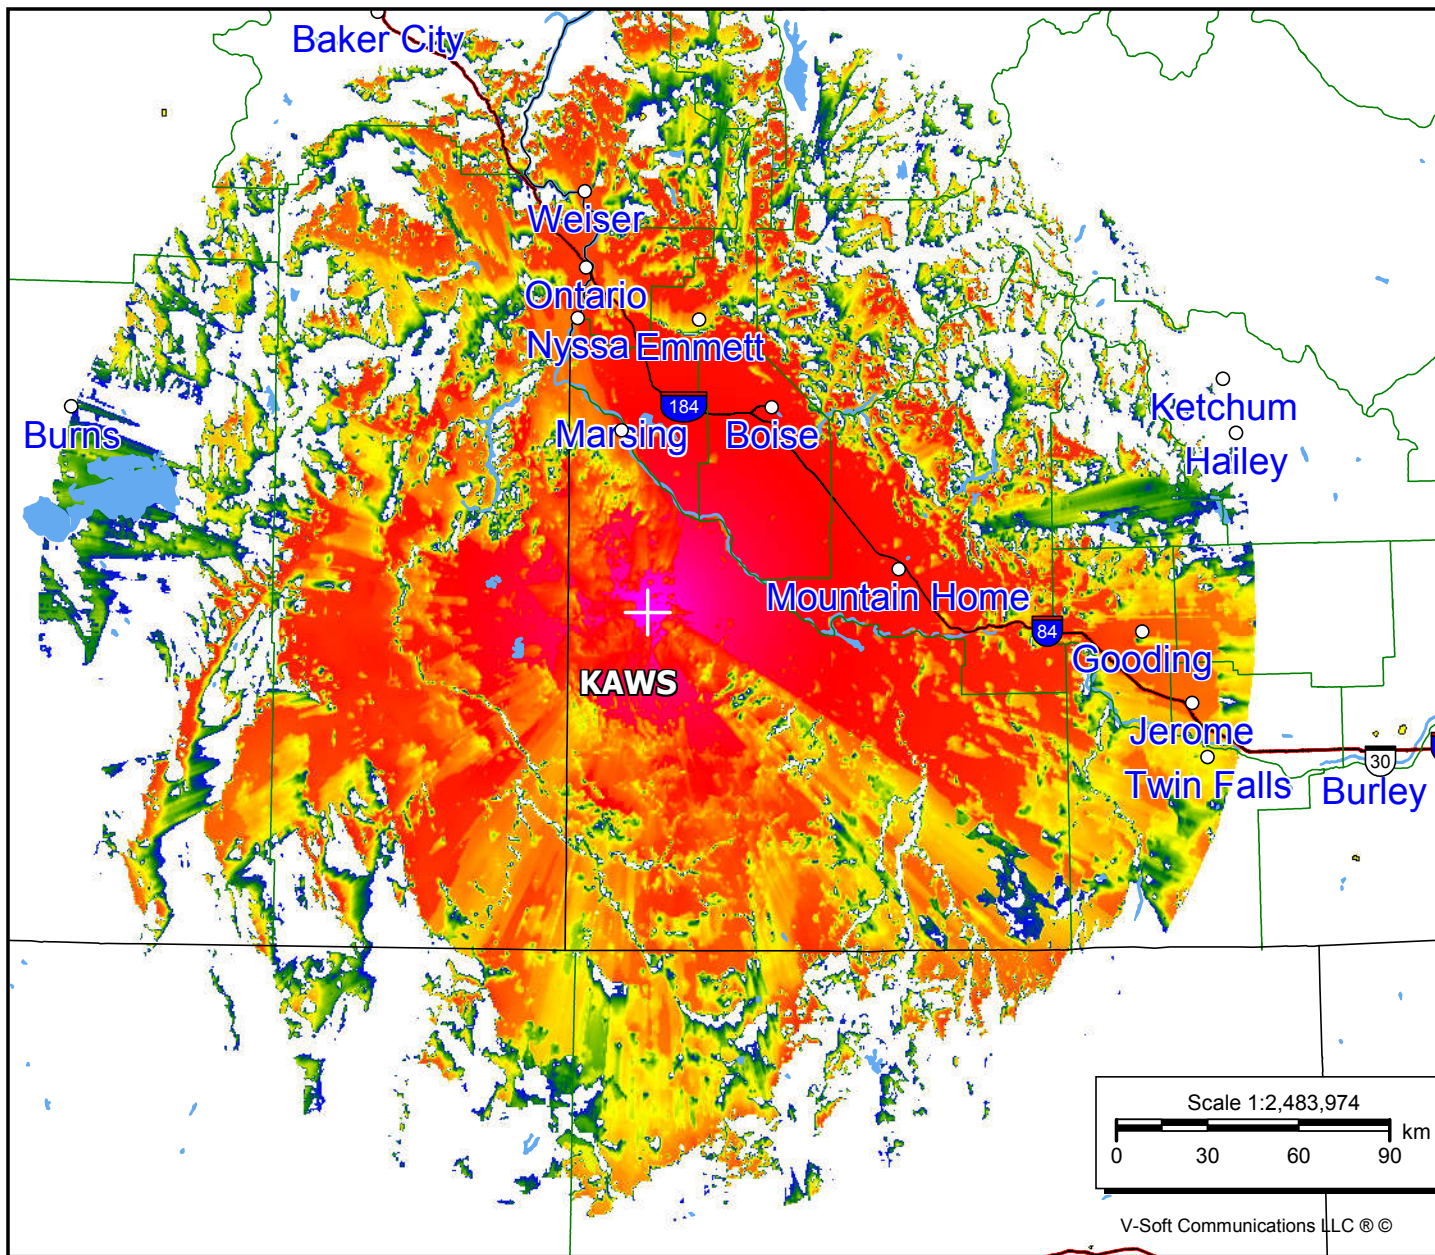 Baker City
Weiser
Ontario
Nyssa
Emmett
184
Burns
Marsing
Boise
Ketchum
Hailey
Mountain Home
84
Gooding
KAWS
Jerome
30
Twin Falls
Burley
Scale 1:2,483,974
km
0 30 60 90
V-Soft Communications LLC ® ©